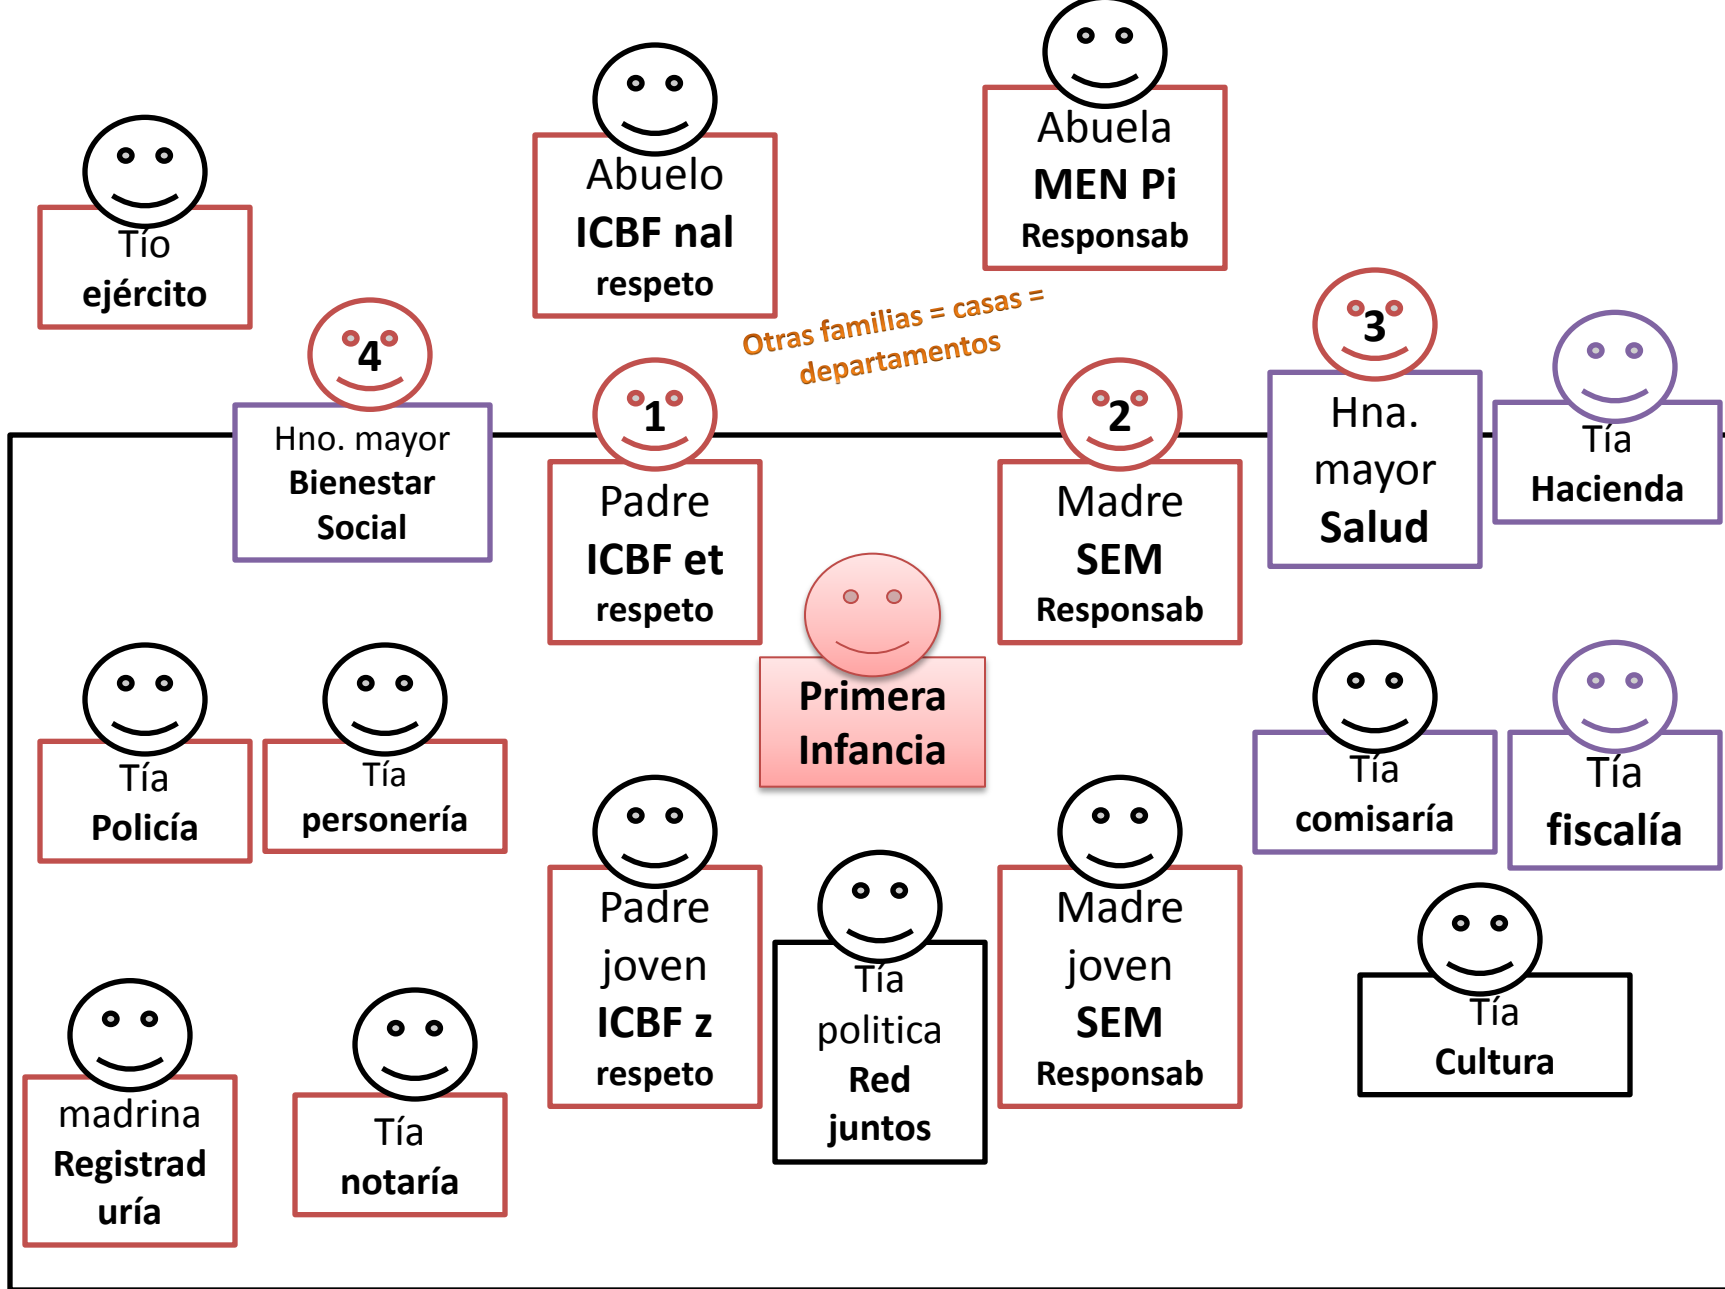 Abuela
MEN Pi
Responsab
Abuelo
ICBF nal
respeto
Tío
ejército
Otras familias = casas =
departamentos
4
Hno. mayor
Bienestar
Social
1
Padre
ICBF et
respeto
2
Madre
SEM
Responsab
3
Hna.
mayor
Salud
Tía
Hacienda
Primera
Infancia
Tía
Policía
Tía
personería
Tía
comisaría
Tía
fiscalía
Padre
joven
ICBF z
respeto
Tía
politica
Red
juntos
Madre
joven
SEM
Responsab
Tía
Cultura
madrina
Registrad
uría
Tía
notaría